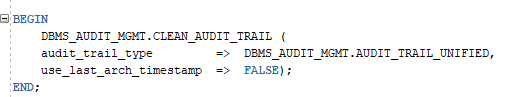 BEGIN
DBMS_AUDIT_MGMT.CLEAN_AUDIT_TRAIL (
audit_trail_type => DBMS_AUDIT_MGMT.AUDIT_TRAIL_UNIFIED,
use_last_arch_timestamp => FALSE);
END;